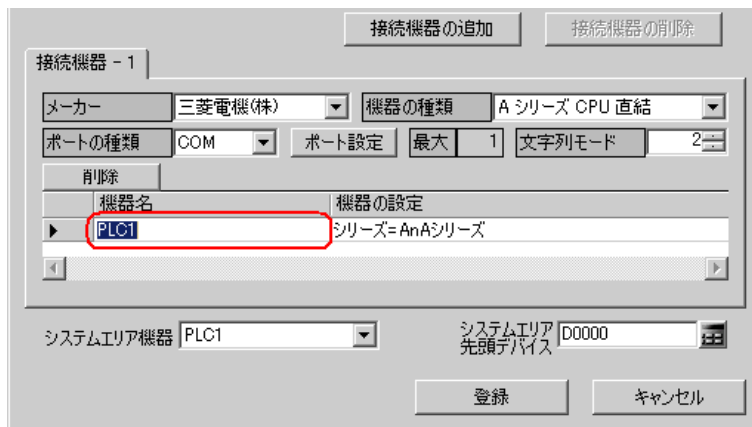 接続機器の追加 接続機器の削除
接続機器 - 1
メーカー 三菱電機(株) 機器の種類 A シリーズ CPU 直結
ポートの種類 COM ポート設定 最大 1 文字列モード 2
削除
機器名 機器の設定
PLC1 シリーズ=AnAシリーズ
システムエリア機器 PLC1 システムエリア
先頭デバイス D0000
登録 キャンセル